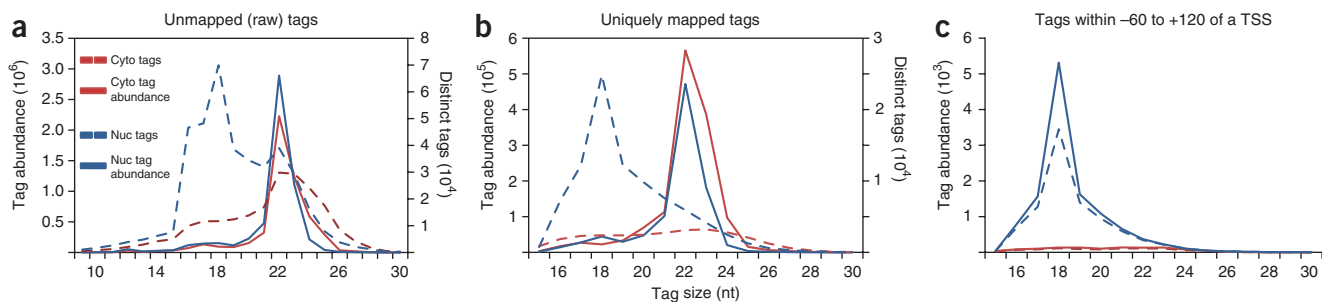 a
Unmapped (raw) tags
Tag abundance (10⁶)
3.5
3.0
2.5
2.0
1.5
1.0
0.5
Cyto tags
Cyto tag
abundance
Nuc tags
Nuc tag
abundance
8
7
6
5
4
3
2
1
0
Distinct tags (10⁴)
10
14
18
22
26
30
b
Uniquely mapped tags
Tag abundance (10⁵)
6
5
4
3
2
1
3
2
1
0
Distinct tags (10⁴)
16
18
20
22
24
26
28
30
Tag size (nt)
c
Tags within –60 to +120 of a TSS
Tag abundance (10³)
6
4
2
16
18
20
22
24
26
28
30